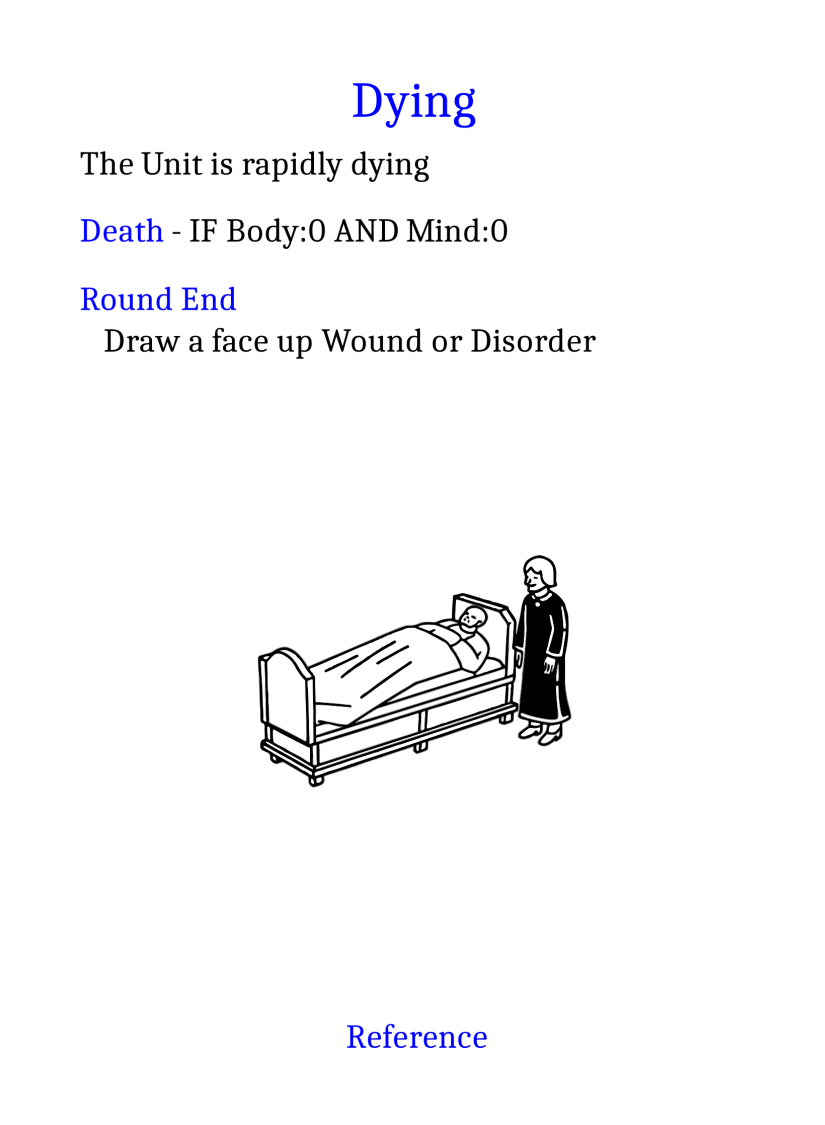 Dying
The Unit is rapidly dying
Death - IF Body:0 AND Mind:0
Round End
Draw a face up Wound or Disorder
Reference